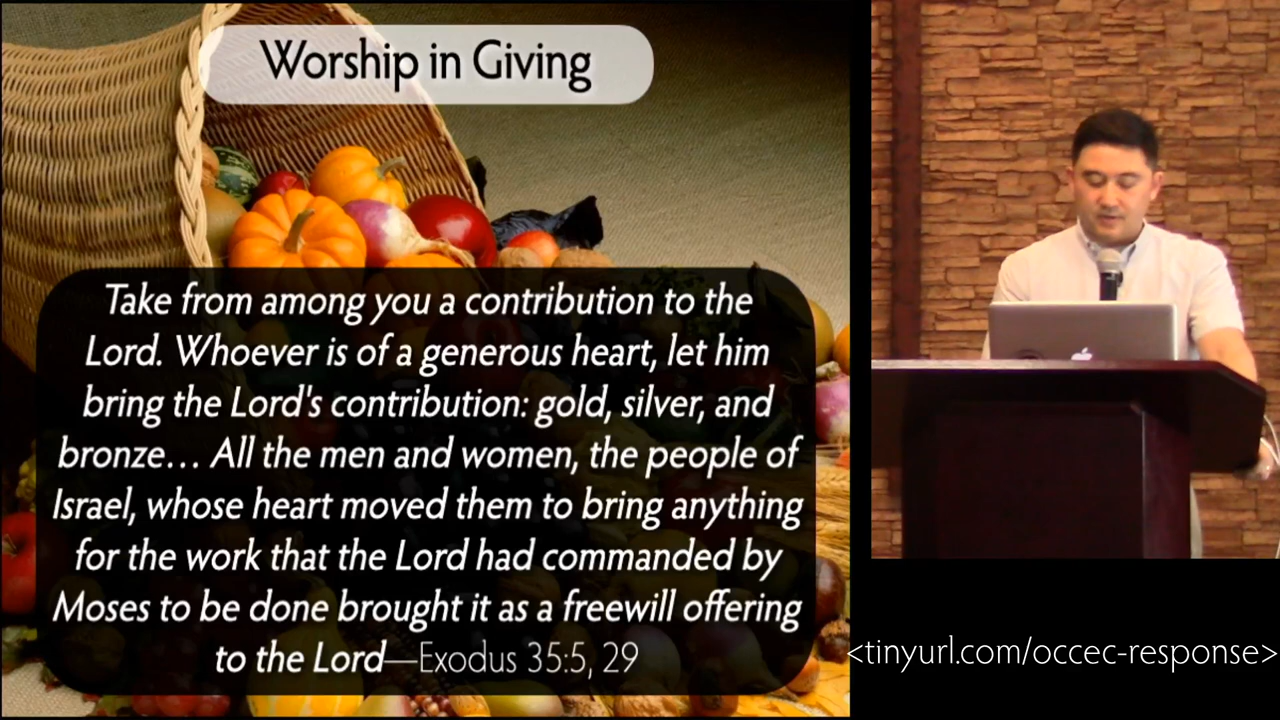 Worship in Giving
Take from among you a contribution to the
Lord. Whoever is of a generous heart, let him
bring the Lord's contribution: gold, silver, and
bronze… All the men and women, the people of
Israel, whose heart moved them to bring anything
for the work that the Lord had commanded by
Moses to be done brought it as a freewill offering
to the Lord—Exodus 35:5, 29
<tinyurl.com/occec-response>